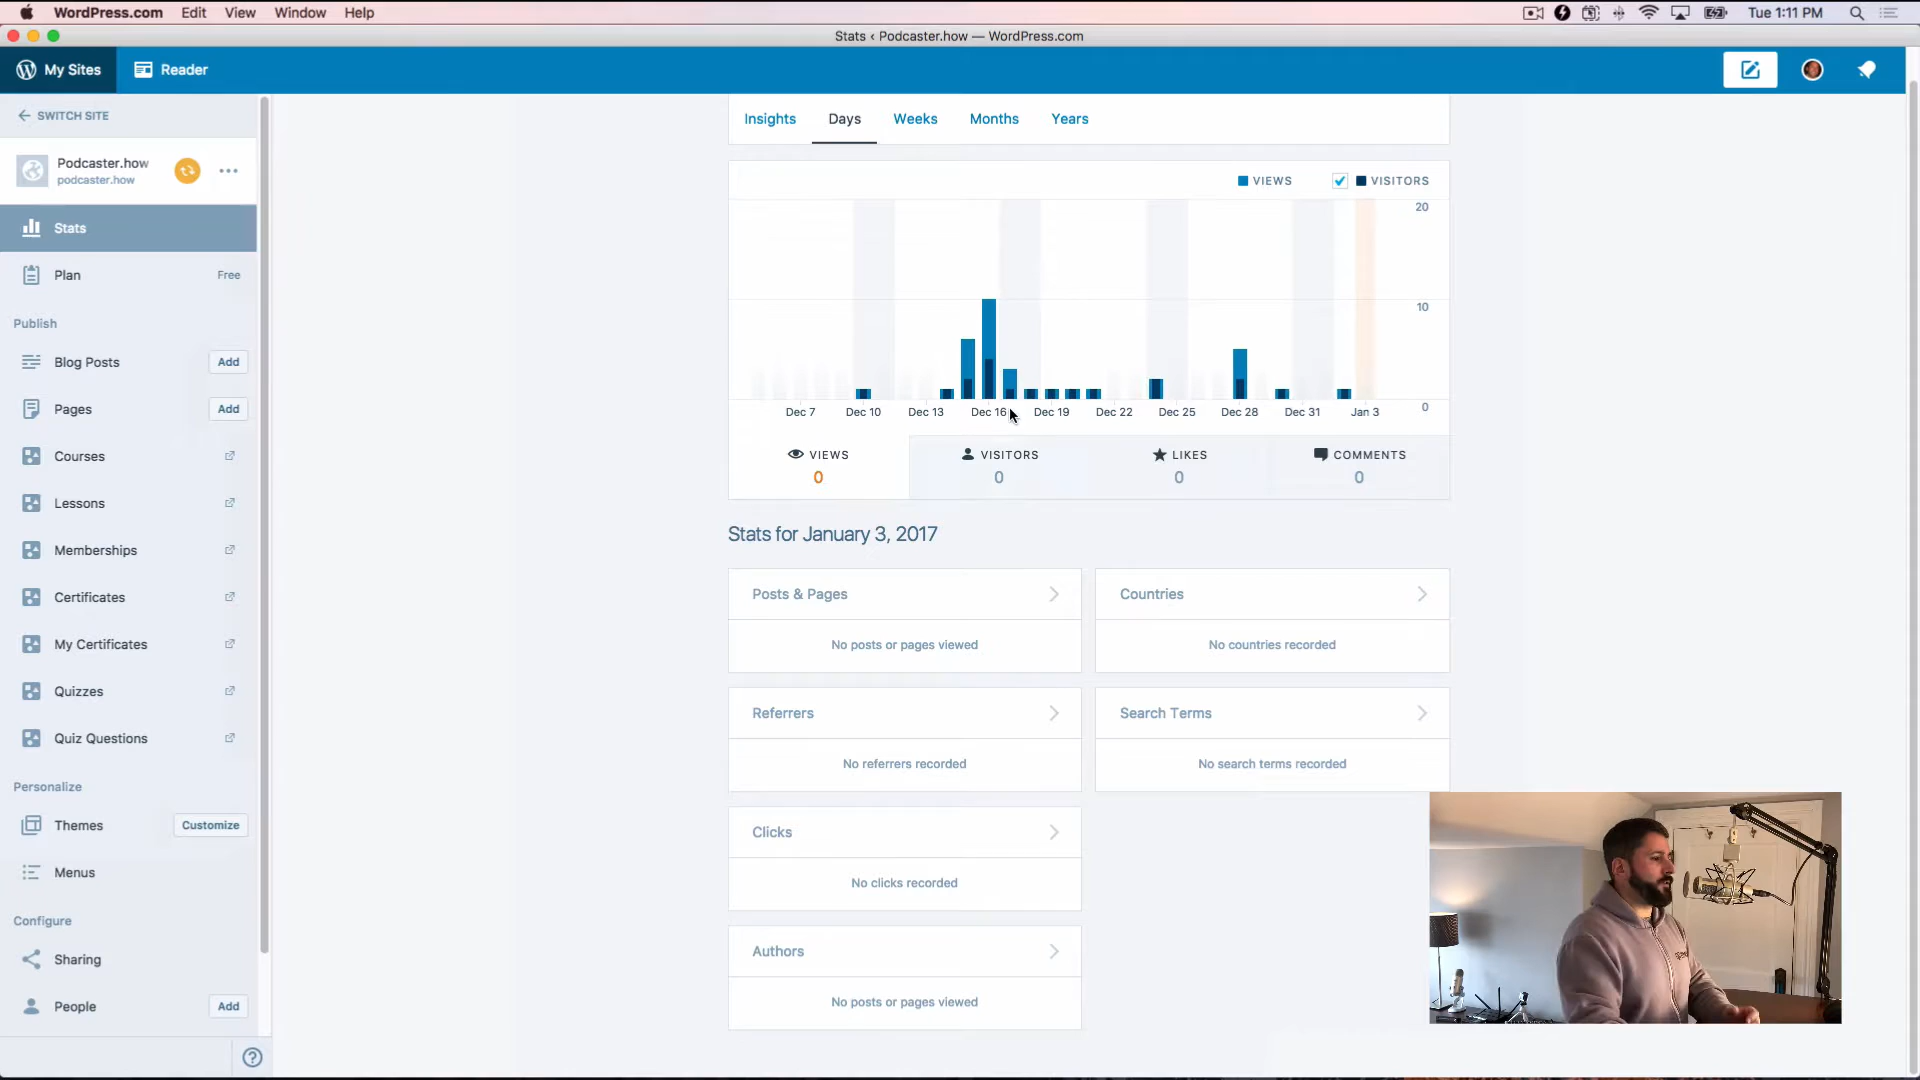 WordPress.com Edit View Window Help Tue 1:11 PM
Stats ‹ Podcaster.how — WordPress.com
My Sites Reader
SWITCH SITE
Podcaster.how
podcaster.how
Stats
Plan Free
Publish
Blog Posts Add
Pages Add
Courses
Lessons
Memberships
Certificates
My Certificates
Quizzes
Quiz Questions
Personalize
Themes Customize
Menus
Configure
Sharing
People Add
Insights Days Weeks Months Years
VIEWS VISITORS
20
10
0
Dec 7 Dec 10 Dec 13 Dec 16 Dec 19 Dec 22 Dec 25 Dec 28 Dec 31 Jan 3
VIEWS VISITORS LIKES COMMENTS
0 0 0 0
Stats for January 3, 2017
Posts & Pages
No posts or pages viewed
Countries
No countries recorded
Referrers
No referrers recorded
Search Terms
No search terms recorded
Clicks
No clicks recorded
Authors
No posts or pages viewed